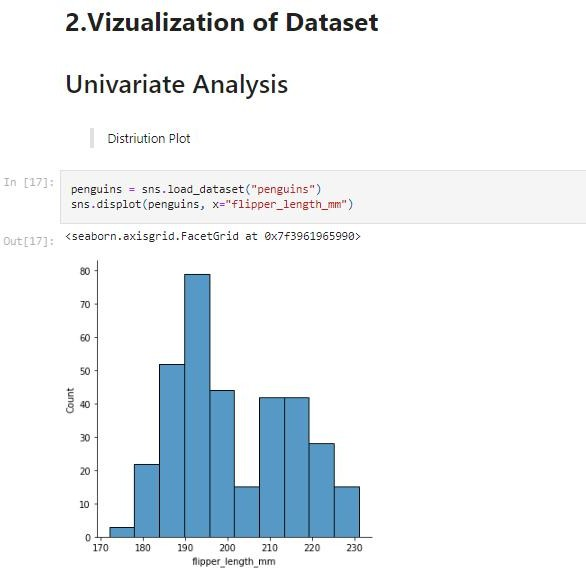 2.Vizualization of Dataset
Univariate Analysis
Distriution Plot
In [17]:
penguins = sns.load_dataset("penguins")
sns.displot(penguins, x="flipper_length_mm")
Out[17]:
<seaborn.axisgrid.FacetGrid at 0x7f3961965990>
80
70
60
50
40
30
20
10
0
Count
170 180 190 200 210 220 230
flipper_length_mm